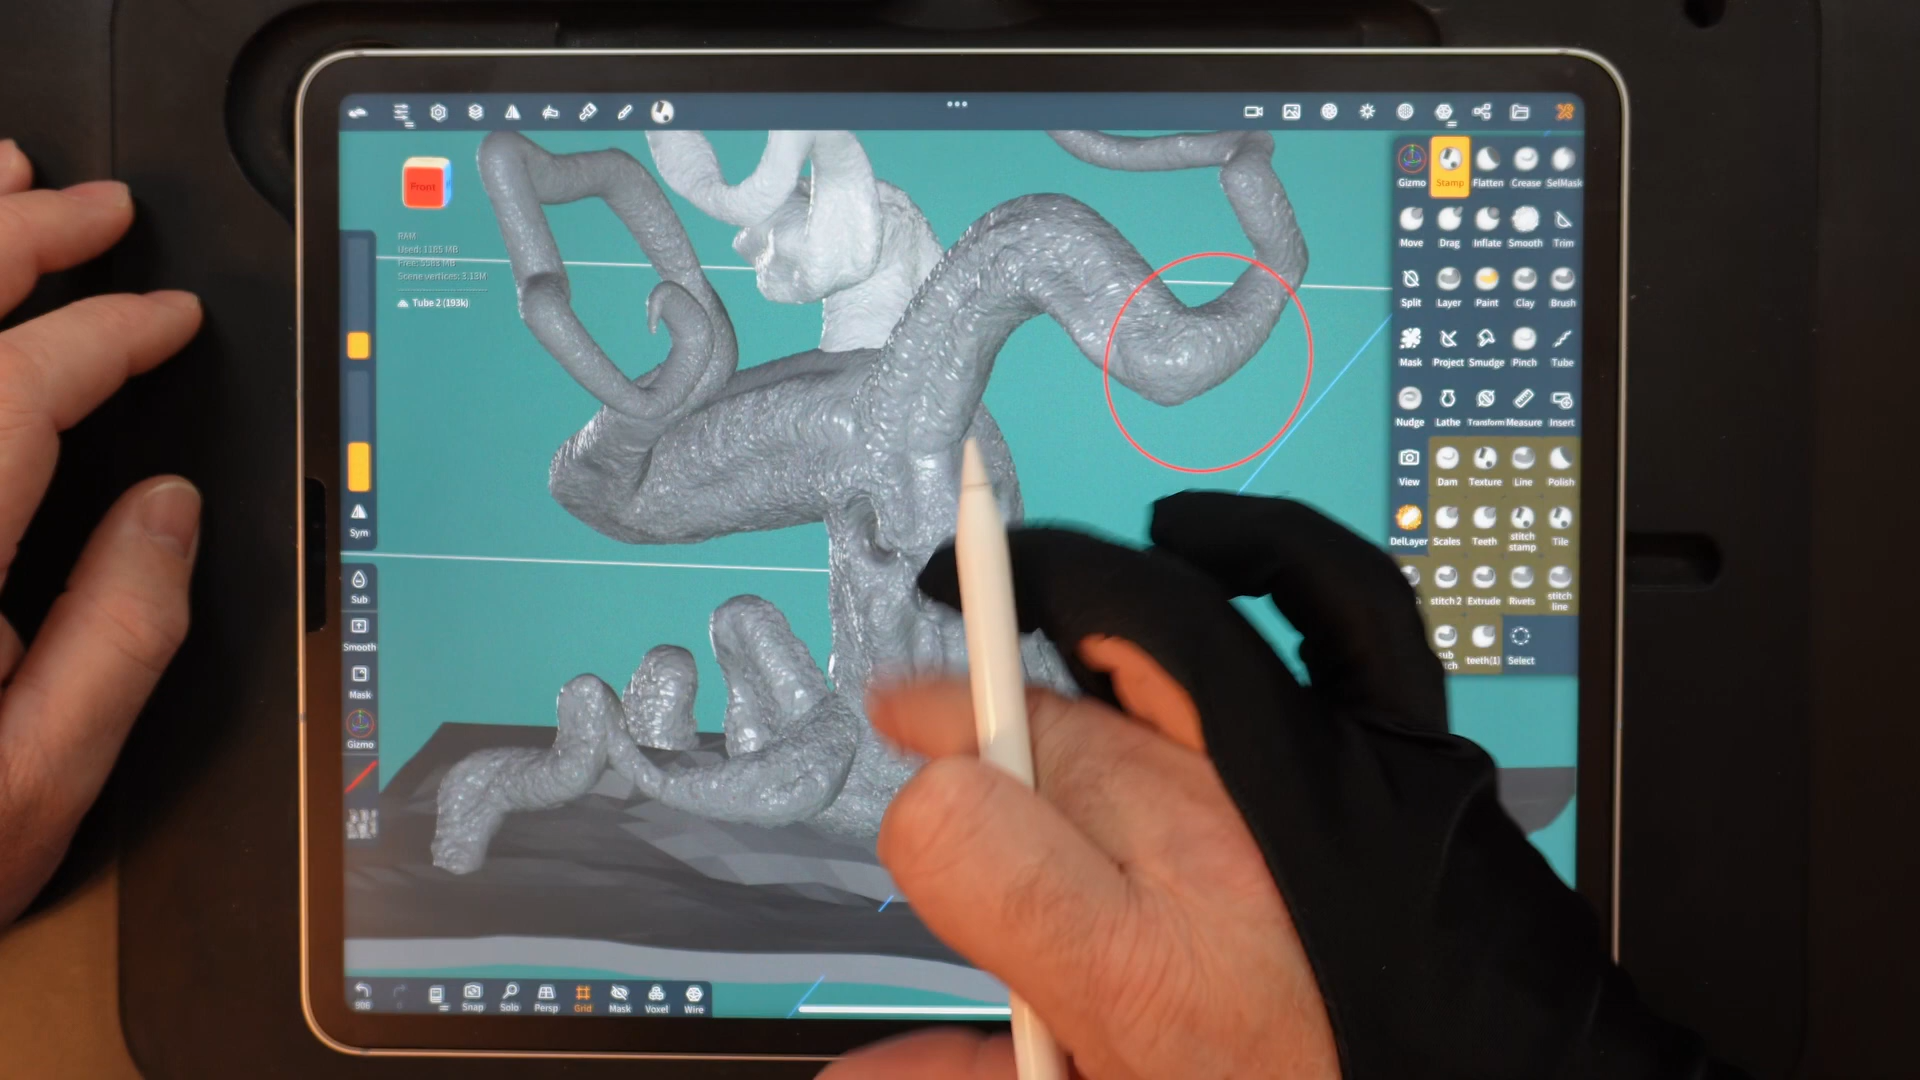 Front
RAM
Used: 1185 MB
Scene vertices: 3.13M
Tube 2 (193k)
Sym
Sub
Smooth
Mask
Gizmo
Gizmo Stamp Flatten Crease SelMask
Move Drag Inflate Smooth Trim
Split Layer Paint Clay Brush
Mask Project Smudge Pinch Tube
Nudge Lathe Transform Measure Insert
View Dam Texture Line Polish
DelLayer Scales Teeth stitch stamp Tile
stitch 2 Extrude Rivets stitch line
teeth(1) Select
Snap Solo Persp Grid Mask Voxel Wire